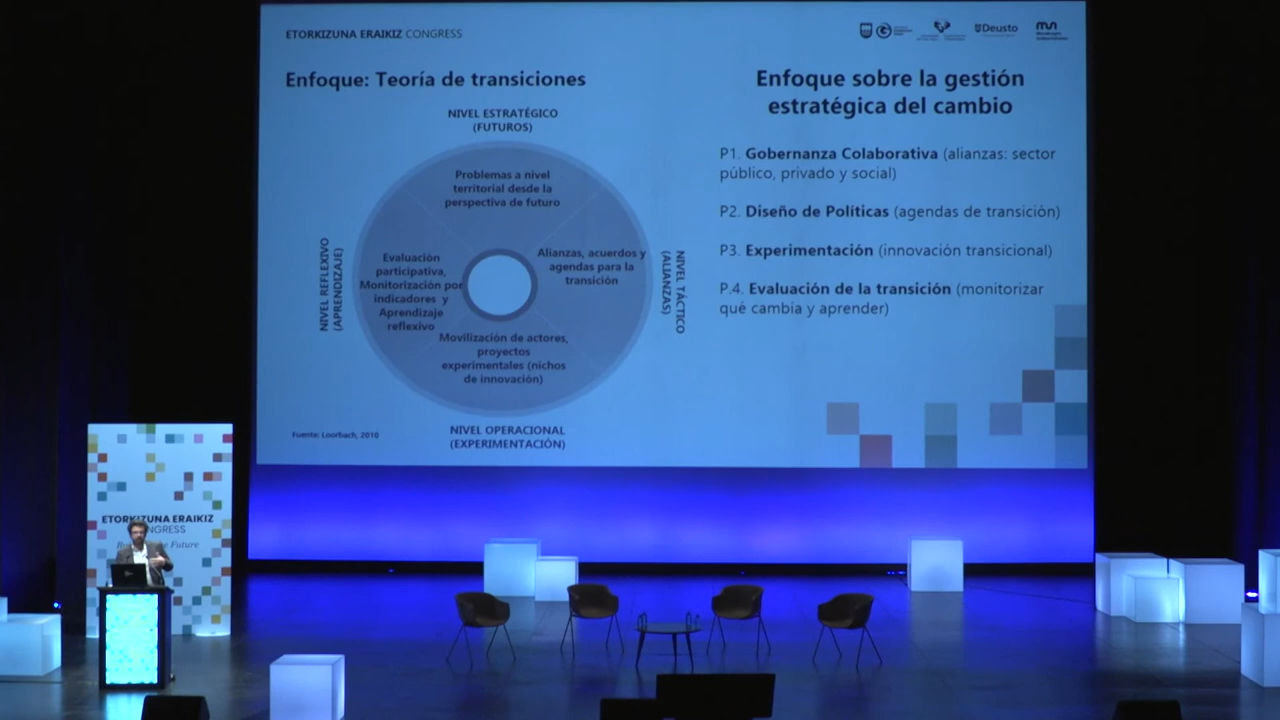 ETORKIZUNA ERAIKIZ CONGRESS
Deusto
Enfoque: Teoría de transiciones
NIVEL ESTRATÉGICO
(FUTUROS)
Problemas a nivel
territorial desde la
perspectiva de futuro
NIVEL REFLEXIVO
(APRENDIZAJE)
Evaluación
participativa,
Monitorización por
indicadores y
Aprendizaje
reflexivo
Alianzas, acuerdos y
agendas para la
transición
NIVEL TÁCTICO
(ALIANZAS)
Movilización de actores,
proyectos
experimentales (nichos
de innovación)
NIVEL OPERACIONAL
(EXPERIMENTACIÓN)
Fuente: Loorbach, 2010
Enfoque sobre la gestión
estratégica del cambio
P1. Gobernanza Colaborativa (alianzas: sector
público, privado y social)
P2. Diseño de Políticas (agendas de transición)
P3. Experimentación (innovación transicional)
P.4. Evaluación de la transición (monitorizar
qué cambia y aprender)
ETORKIZUNA ERAIKIZ
Future